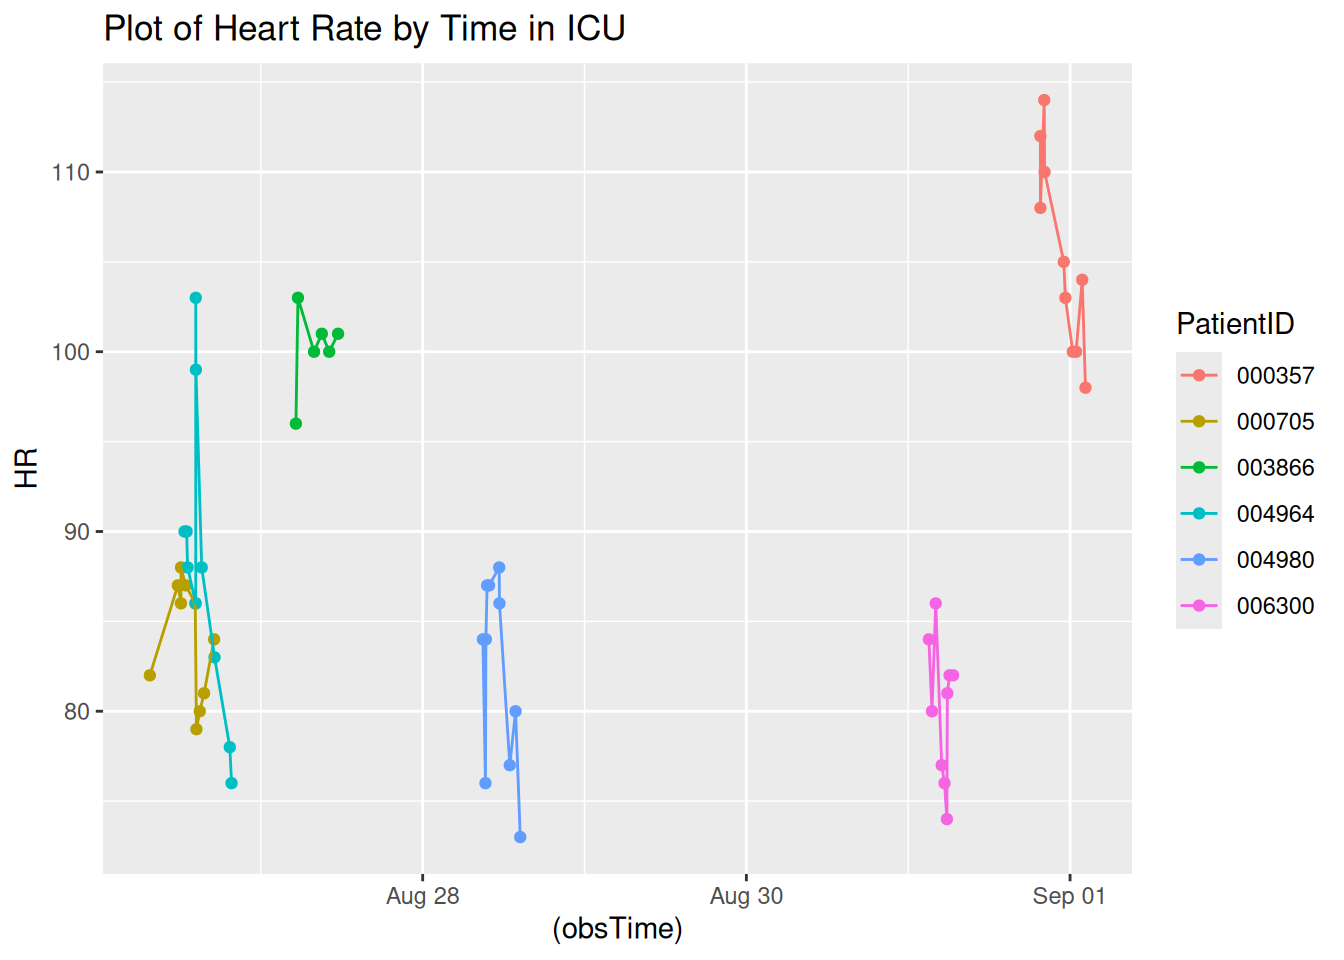 Plot of Heart Rate by Time in ICU
110
100
90
80
HR
Aug 28
Aug 30
Sep 01
(obsTime)
PatientID
000357
000705
003866
004964
004980
006300